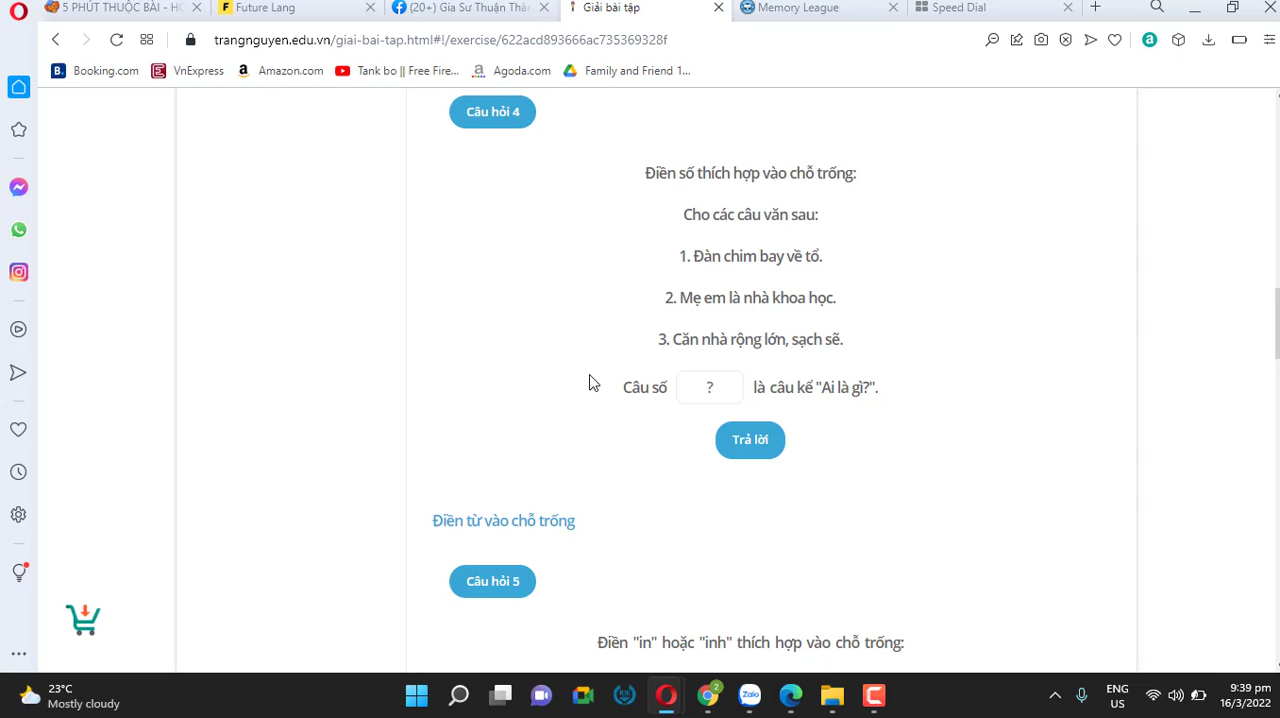 5 PHÚT THUỘC BÀI - HO
Future Lang
(20+) Gia Sư Thuận Thàn
Giải bài tập
Memory League
Speed Dial
trangnguyen.edu.vn/giai-bai-tap.html#!/exercise/622acd893666ac735369328f
B. Booking.com
VnExpress
Amazon.com
Tank bo || Free Fire...
Agoda.com
Family and Friend 1...
Câu hỏi 4
Điền số thích hợp vào chỗ trống:
Cho các câu văn sau:
1. Đàn chim bay về tổ.
2. Mẹ em là nhà khoa học.
3. Căn nhà rộng lớn, sạch sẽ.
Câu số ? là câu kể "Ai là gì?".
Trả lời
Điền từ vào chỗ trống
Câu hỏi 5
Điền "in" hoặc "inh" thích hợp vào chỗ trống:
23°C
Mostly cloudy
2
Zalo
ENG
US
9:39 pm
16/3/2022